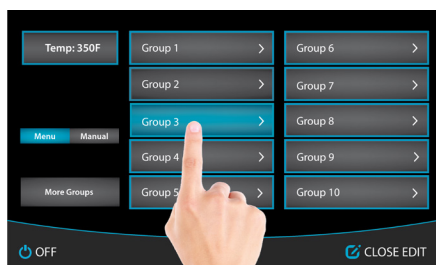 Temp: 350F
Menu Manual
More Groups
Group 1
Group 2
Group 3
Group 4
Group 5
Group 6
Group 7
Group 8
Group 9
Group 10
OFF
CLOSE EDIT